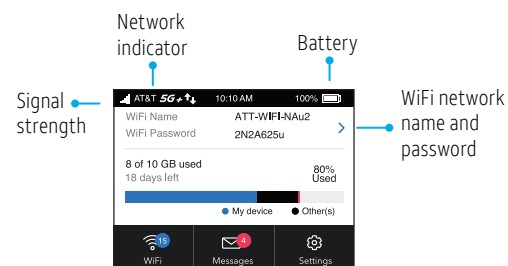 Network
indicator
Battery
Signal
strength
WiFi network
name and
password
AT&T 5G+ 10:10 AM 100%
WiFi Name ATT-WIFI-NAu2
WiFi Password 2N2A625u
8 of 10 GB used
18 days left
80%
Used
My device Other(s)
15 4
WiFi Messages Settings